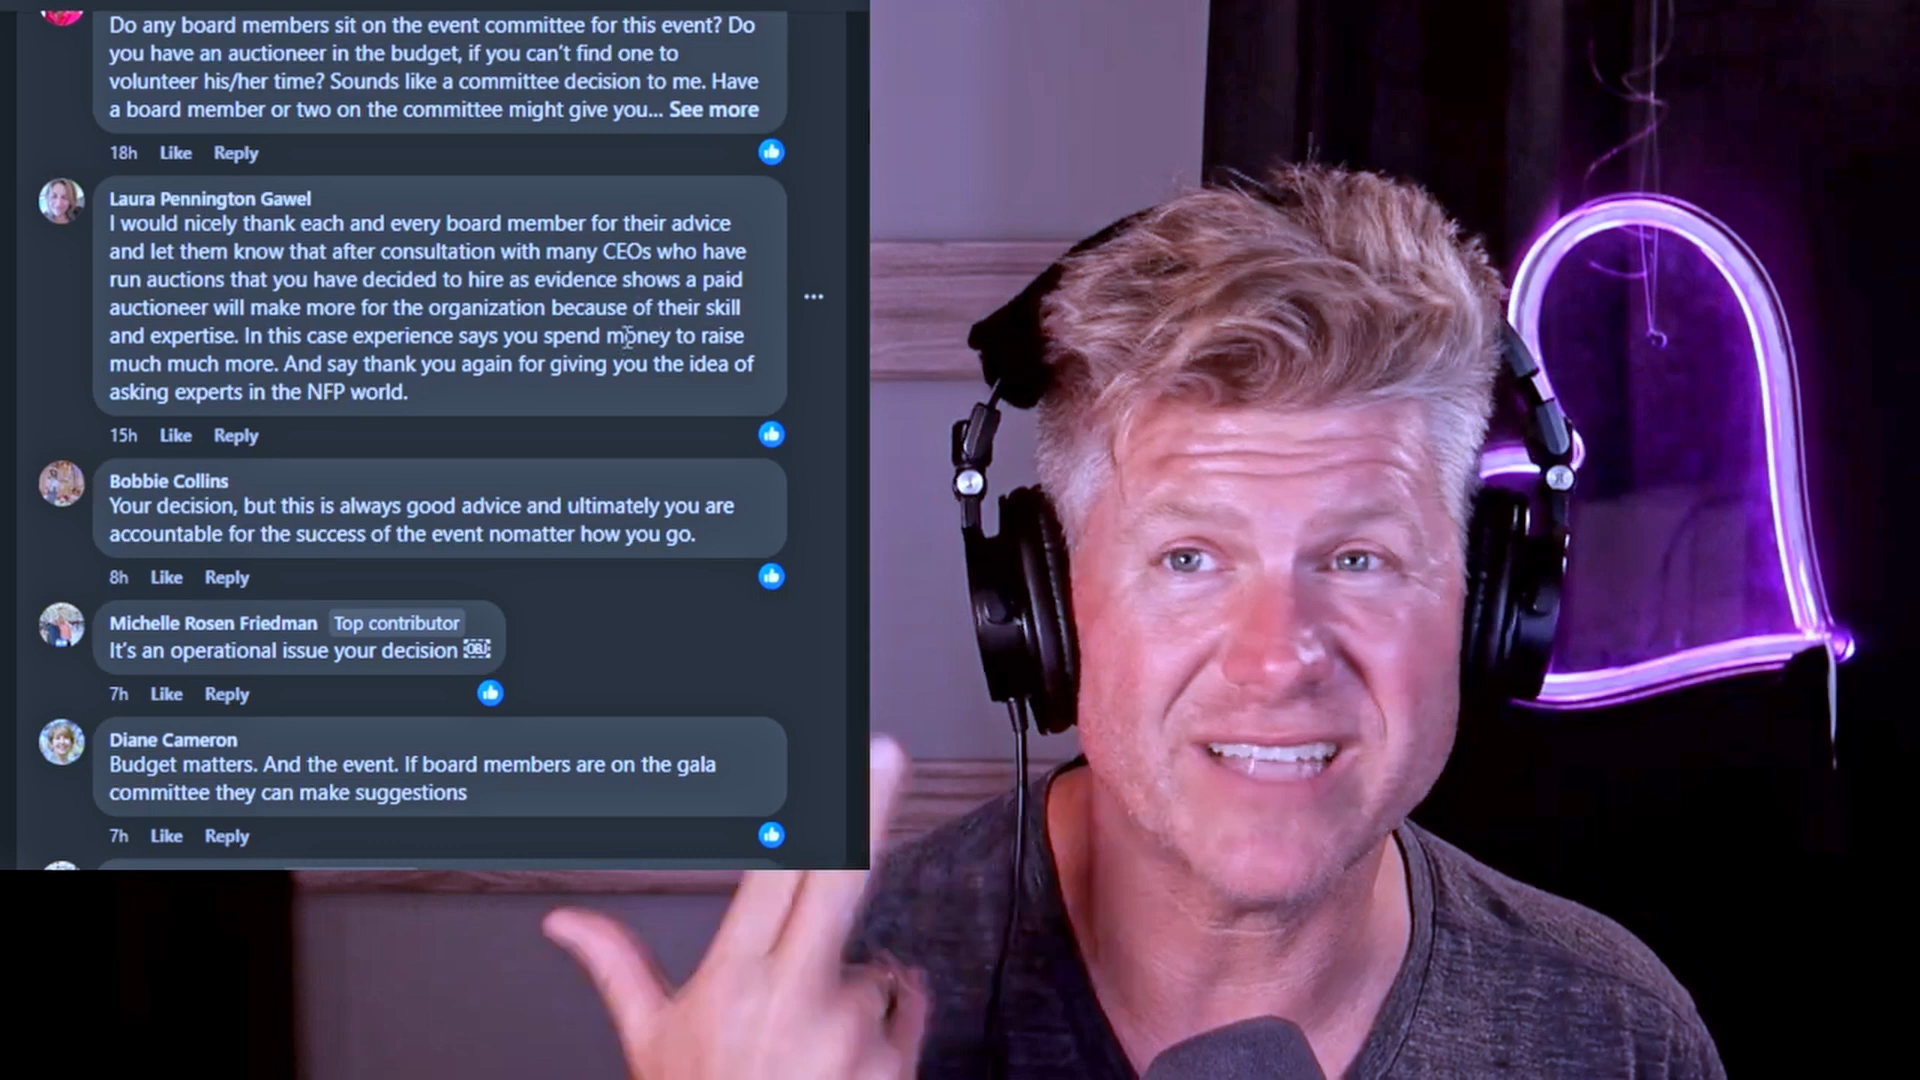 Do any board members sit on the event committee for this event? Do
you have an auctioneer in the budget, if you can't find one to
volunteer his/her time? Sounds like a committee decision to me. Have
a board member or two on the committee might give you... See more
18h Like Reply
Laura Pennington Gawel
I would nicely thank each and every board member for their advice
and let them know that after consultation with many CEOs who have
run auctions that you have decided to hire as evidence shows a paid
auctioneer will make more for the organization because of their skill
and expertise. In this case experience says you spend money to raise
much much more. And say thank you again for giving you the idea of
asking experts in the NFP world.
15h Like Reply
Bobbie Collins
Your decision, but this is always good advice and ultimately you are
accountable for the success of the event nomatter how you go.
8h Like Reply
Michelle Rosen Friedman Top contributor
It's an operational issue your decision OBJ
7h Like Reply
Diane Cameron
Budget matters. And the event. If board members are on the gala
committee they can make suggestions
7h Like Reply